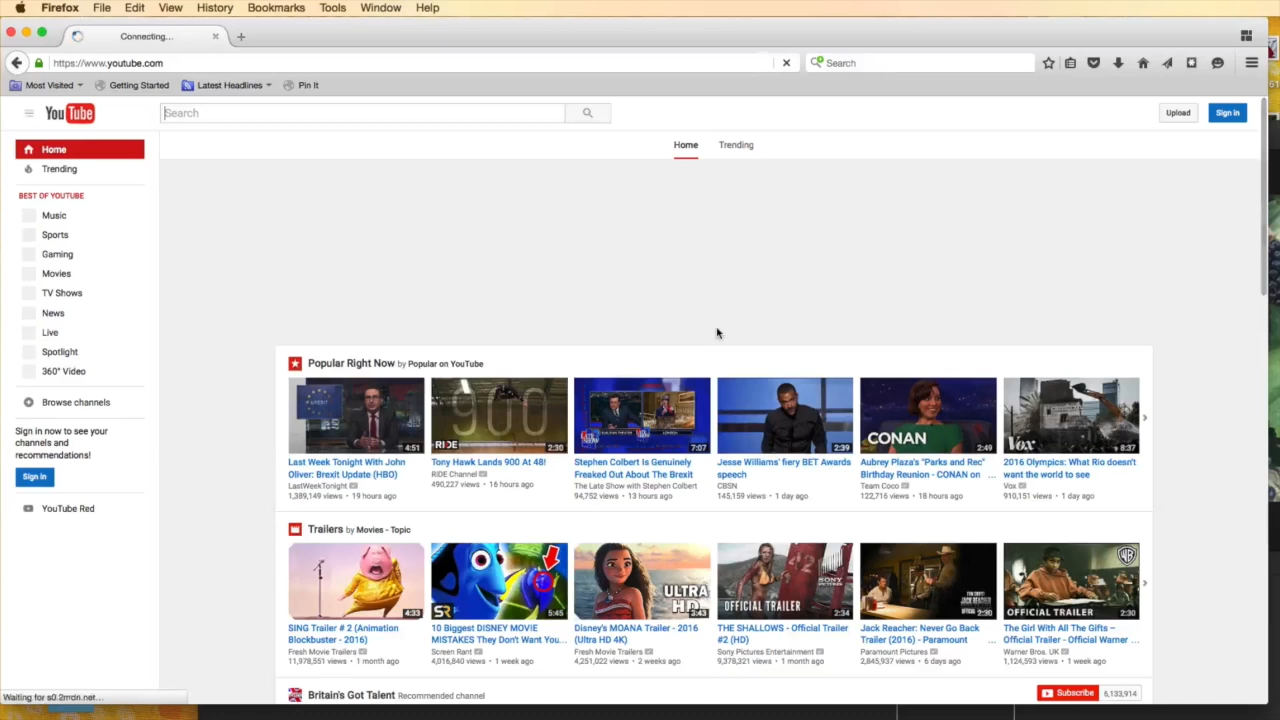 Firefox File Edit View History Bookmarks Tools Window Help
Connecting...
https://www.youtube.com
Search
Most Visited Getting Started Latest Headlines Pin It
YouTube
Search
Upload Sign in
Home Trending
Home
Trending
BEST OF YOUTUBE
Music
Sports
Gaming
Movies
TV Shows
News
Live
Spotlight
360° Video
Browse channels
Sign in now to see your
channels and
recommendations!
Sign in
YouTube Red
Popular Right Now by Popular on YouTube
4:51
900
RIDE 2:30
7:07
2:39
CONAN 2:49
Vox 8:37
Last Week Tonight With John
Oliver: Brexit Update (HBO)
LastWeekTonight
1,389,149 views • 19 hours ago
Tony Hawk Lands 900 At 48!
RIDE Channel
490,227 views • 16 hours ago
Stephen Colbert Is Genuinely
Freaked Out About The Brexit
The Late Show with Stephen Colbert
94,752 views • 13 hours ago
Jesse Williams' fiery BET Awards
speech
CBSN
145,159 views • 1 day ago
Aubrey Plaza's "Parks and Rec"
Birthday Reunion - CONAN on ...
Team Coco
122,716 views • 18 hours ago
2016 Olympics: What Rio doesn't
want the world to see
Vox
910,151 views • 1 day ago
Trailers by Movies - Topic
4:33
SR 5:45
ULTRA
HD 3:43
SONY
PICTURES
OFFICIAL TRAILER 2:34
2:30
WB
OFFICIAL TRAILER 2:30
SING Trailer # 2 (Animation
Blockbuster - 2016)
Fresh Movie Trailers
11,978,551 views • 1 month ago
10 Biggest DISNEY MOVIE
MISTAKES They Don't Want You...
Screen Rant
4,016,840 views • 1 week ago
Disney's MOANA Trailer - 2016
(Ultra HD 4K)
Fresh Movie Trailers
4,251,022 views • 2 weeks ago
THE SHALLOWS - Official Trailer
#2 (HD)
Sony Pictures Entertainment
9,378,321 views • 1 month ago
Jack Reacher: Never Go Back
Trailer (2016) - Paramount ...
Paramount Pictures
2,845,937 views • 6 days ago
The Girl With All The Gifts –
Official Trailer - Official Warner ...
Warner Bros. UK
1,124,593 views • 1 week ago
Britain's Got Talent Recommended channel
Subscribe 6,133,914
Waiting for s0.2mdn.net...